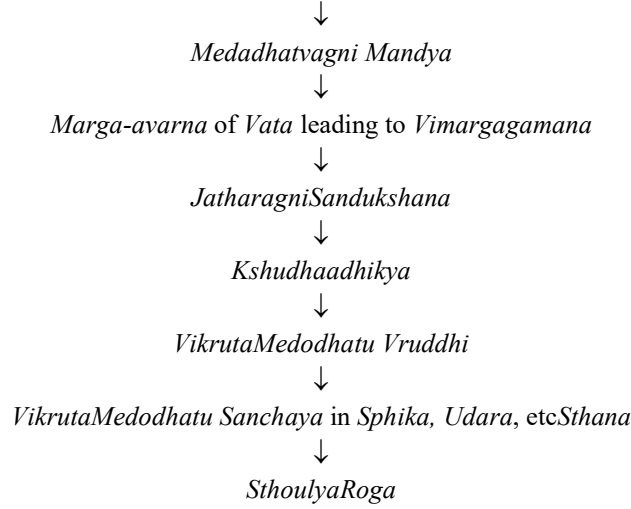 ↓
Medadhatvagni Mandya
↓
Marga-avarna of Vata leading to Vimargagamana
↓
JatharagniSandukshana
↓
Kshudhaadhikya
↓
VikrutaMedodhatu Vruddhi
↓
VikrutaMedodhatu Sanchaya in Sphika, Udara, etcSthana
↓
SthoulyaRoga